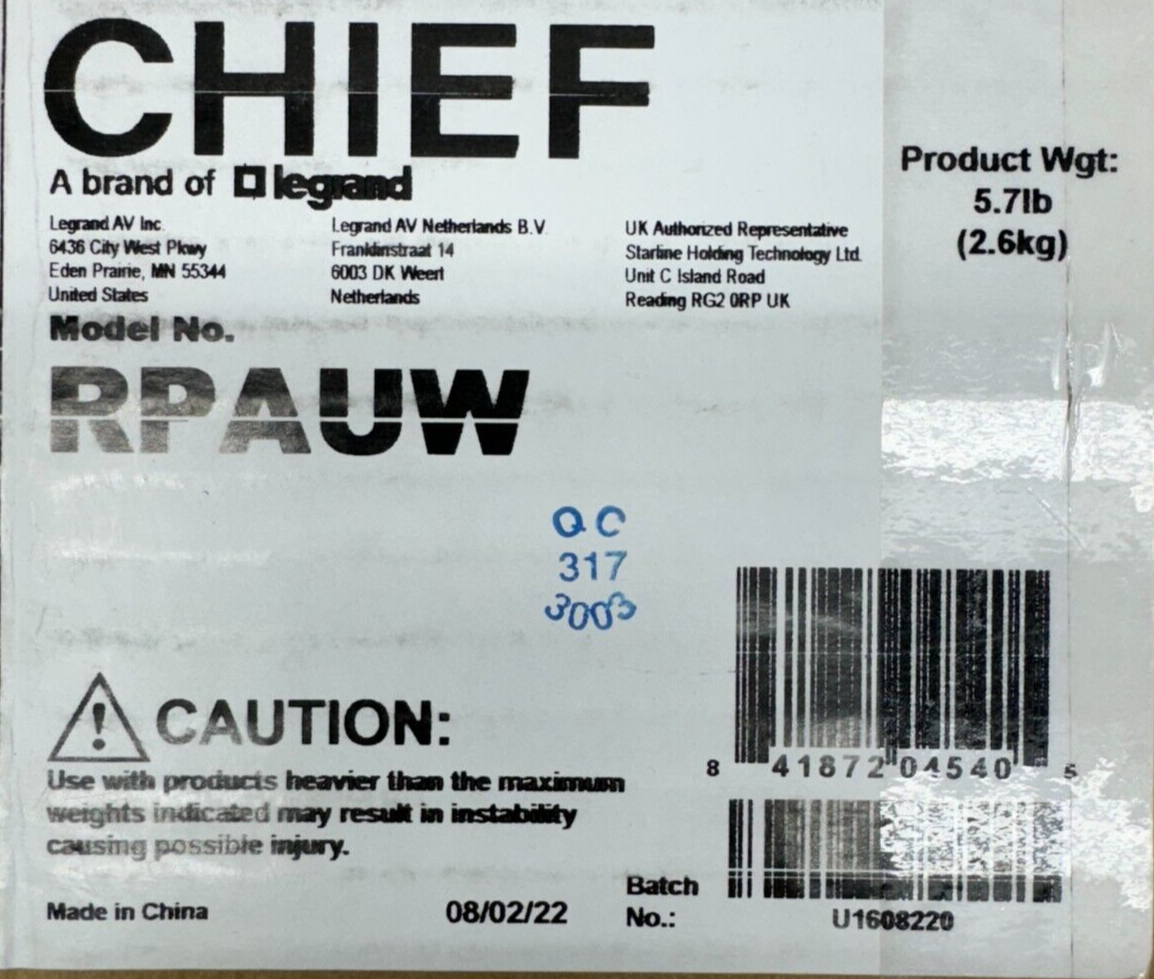 CHIEF
A brand of legrand
Legrand AV Inc.
6436 City West Pkwy
Eden Prairie, MN 55344
United States
Legrand AV Netherlands B.V.
Franklinstraat 14
6003 DK Weert
Netherlands
UK Authorized Representative
Starline Holding Technology Ltd.
Unit C Island Road
Reading RG2 0RP UK
Product Wgt:
5.7lb
(2.6kg)
Model No.
RPAUW
QC
317
3003
CAUTION:
Use with products heavier than the maximum
weights indicated may result in instability
causing possible injury.
8 41872 04540 5
Made in China
08/02/22
Batch
No.:
U1608220